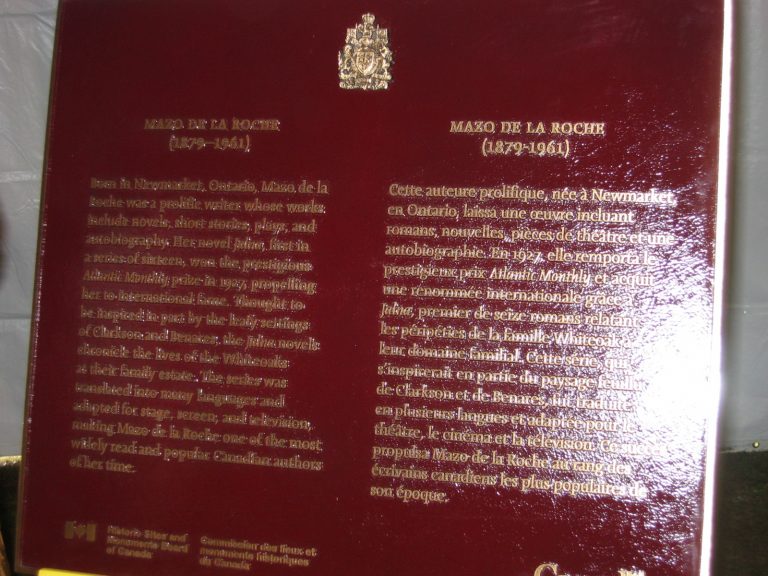 MAZO DE LA ROCHE
(1879-1961)
Born in Newmarket, Ontario, Mazo de la
Roche was a prolific writer whose works
include novels, short stories, plays, and
autobiography. Her novel Jalna, first in
a series of sixteen, won the prestigious
Atlantic Monthly prize in 1927, propelling
her to international fame. Thought to
be inspired in part by the leafy settings
of Clarkson and Benares, the Jalna novels
chronicle the lives of the Whiteoaks
at their family estate. The series was
translated into many languages and
adapted for stage, screen, and television,
making Mazo de la Roche one of the most
widely read and popular Canadian authors
of her time.
MAZO DE LA ROCHE
(1879-1961)
Cette auteure prolifique, née à Newmarket,
en Ontario, laissa une œuvre incluant
romans, nouvelles, pièces de théâtre et une
autobiographie. En 1927, elle remporta le
prestigieux prix Atlantic Monthly et acquit
une renommée internationale grâce à
Jalna, premier de seize romans relatant
les péripéties de la famille Whiteoak
leur domaine familial. Cette série, qui
s'inspirerait en partie du paysage feuillu
de Clarkson et de Benares, fut traduite
en plusieurs langues et adaptée pour le
théâtre, le cinéma et la télévision.
propulsa Mazo de la Roche au rang des
écrivains canadiens les plus populaires de
son époque.
Historic Sites and
Monuments Board
of Canada
Commission des lieux et
monuments historiques
du Canada